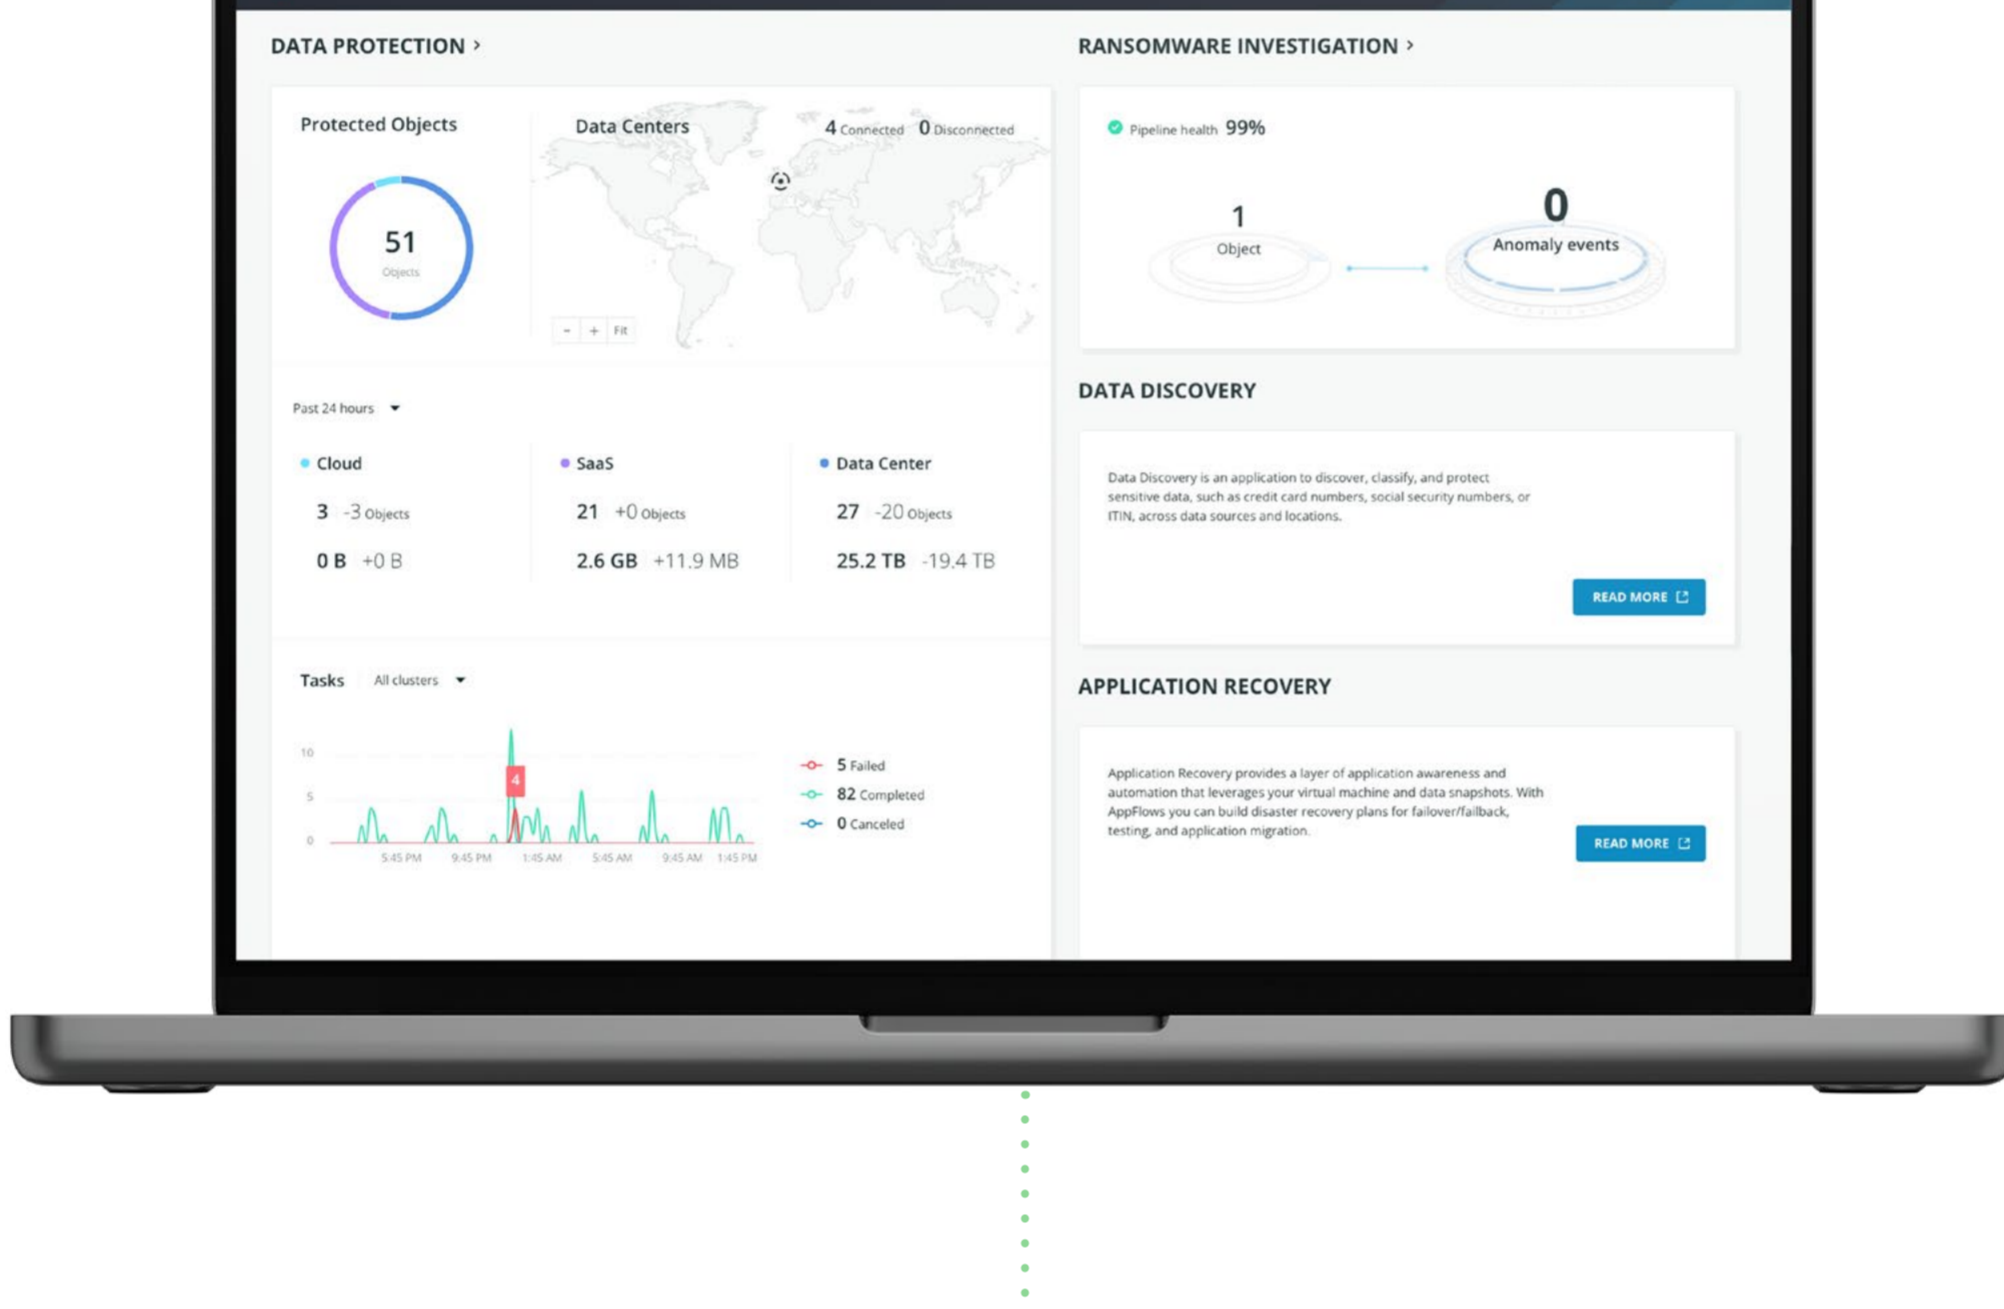 DATA PROTECTION >
Protected Objects
51
Objects
Data Centers
4 Connected 0 Disconnected
- + Fit
Past 24 hours
Cloud
3 -3 Objects
0 B +0 B
SaaS
21 +0 Objects
2.6 GB +11.9 MB
Data Center
27 -20 Objects
25.2 TB -19.4 TB
Tasks All clusters
10
5
0
4
5:45 PM 9:45 PM 1:45 AM 5:45 AM 9:45 AM 1:45 PM
5 Failed
82 Completed
0 Canceled
RANSOMWARE INVESTIGATION >
Pipeline health 99%
1
Object
0
Anomaly events
DATA DISCOVERY
Data Discovery is an application to discover, classify, and protect
sensitive data, such as credit card numbers, social security numbers, or
ITIN, across data sources and locations.
READ MORE
APPLICATION RECOVERY
Application Recovery provides a layer of application awareness and
automation that leverages your virtual machine and data snapshots. With
AppFlows you can build disaster recovery plans for failover/failback,
testing, and application migration.
READ MORE